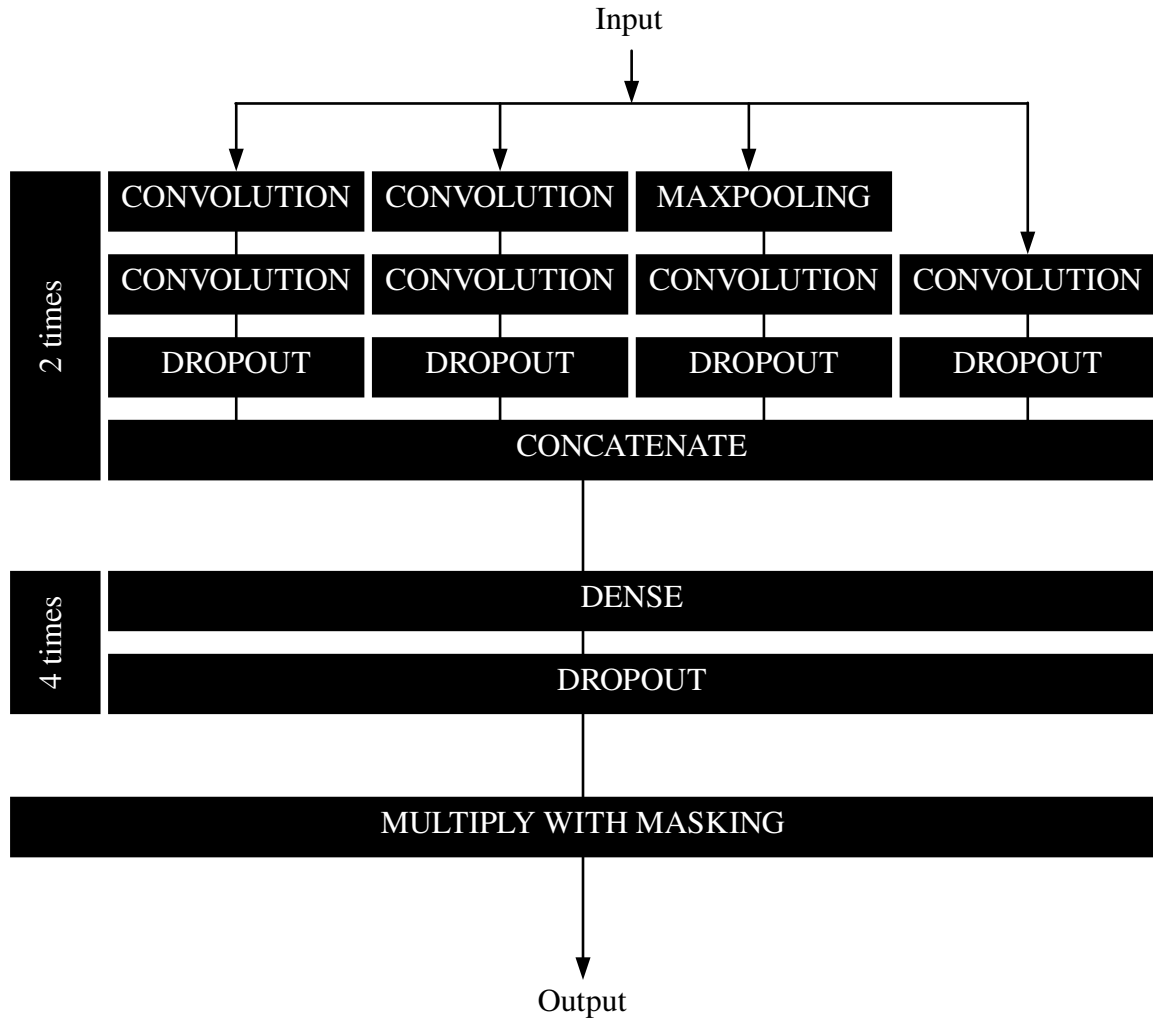 Input
CONVOLUTION CONVOLUTION MAXPOOLING
CONVOLUTION CONVOLUTION CONVOLUTION CONVOLUTION
2 times
DROPOUT DROPOUT DROPOUT DROPOUT
CONCATENATE
DENSE
4 times
DROPOUT
MULTIPLY WITH MASKING
Output